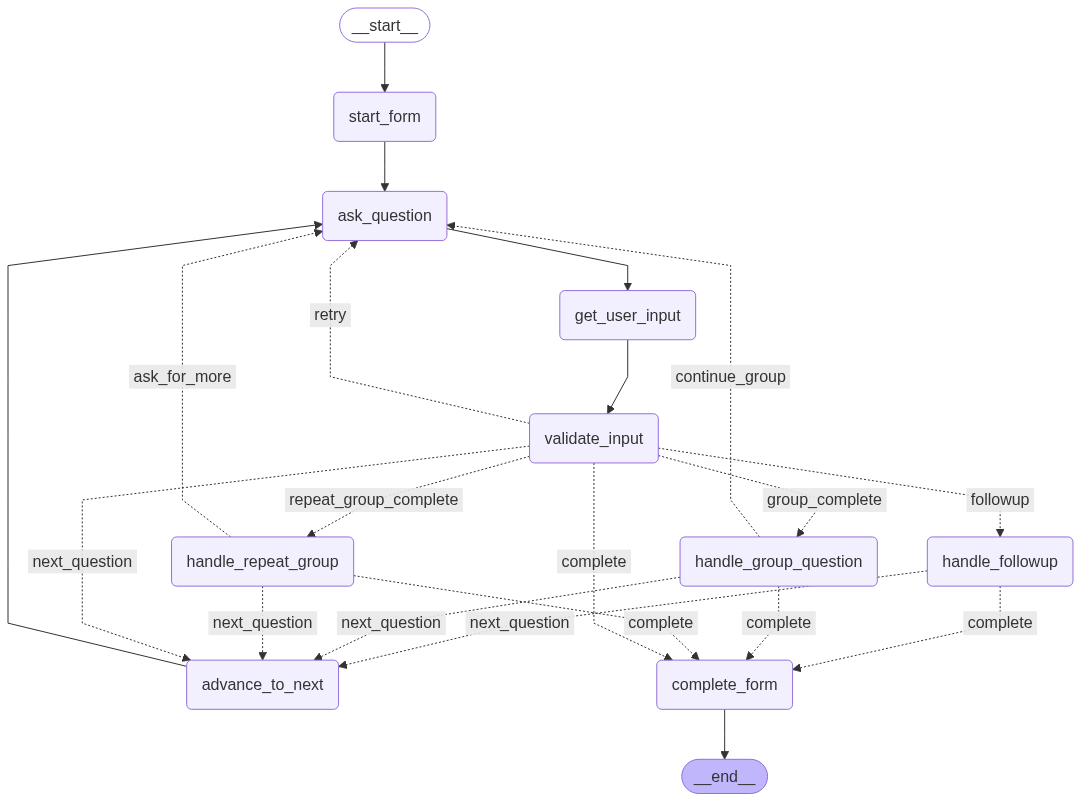 __start__
start_form
ask_question
get_user_input
retry
ask_for_more
continue_group
validate_input
repeat_group_complete
group_complete
followup
next_question
handle_repeat_group
complete
handle_group_question
handle_followup
next_question
next_question
next_question
complete
complete
complete
advance_to_next
complete_form
__end__